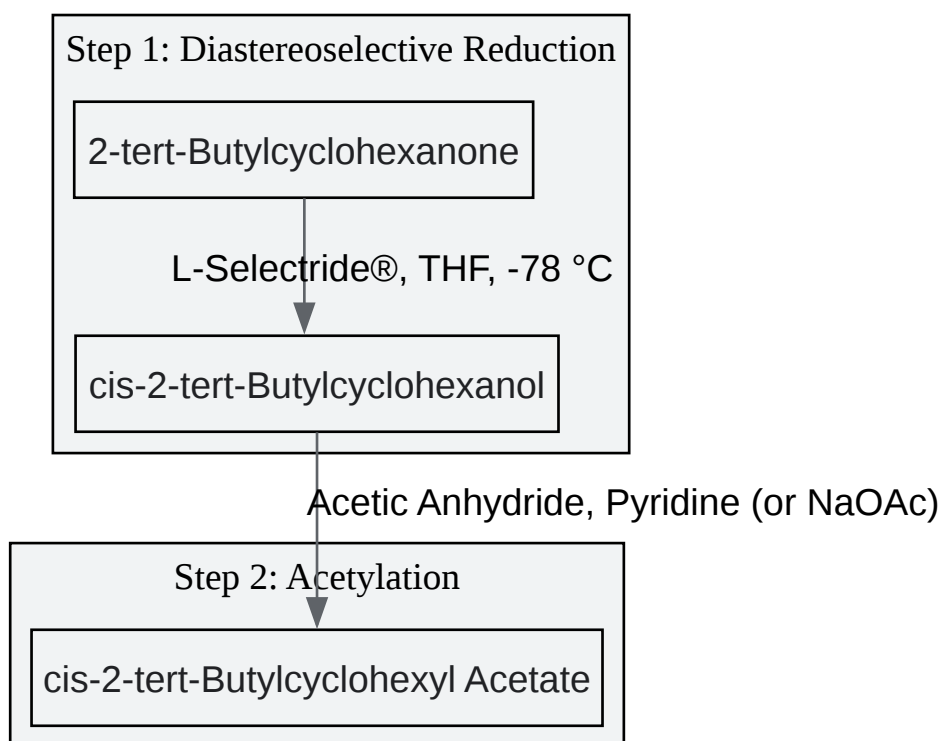 Step 1: Diastereoselective Reduction
2-tert-Butylcyclohexanone
L-Selectride®, THF, -78 °C
cis-2-tert-Butylcyclohexanol
Acetic Anhydride, Pyridine (or NaOAc)
Step 2: Acetylation
cis-2-tert-Butylcyclohexyl Acetate